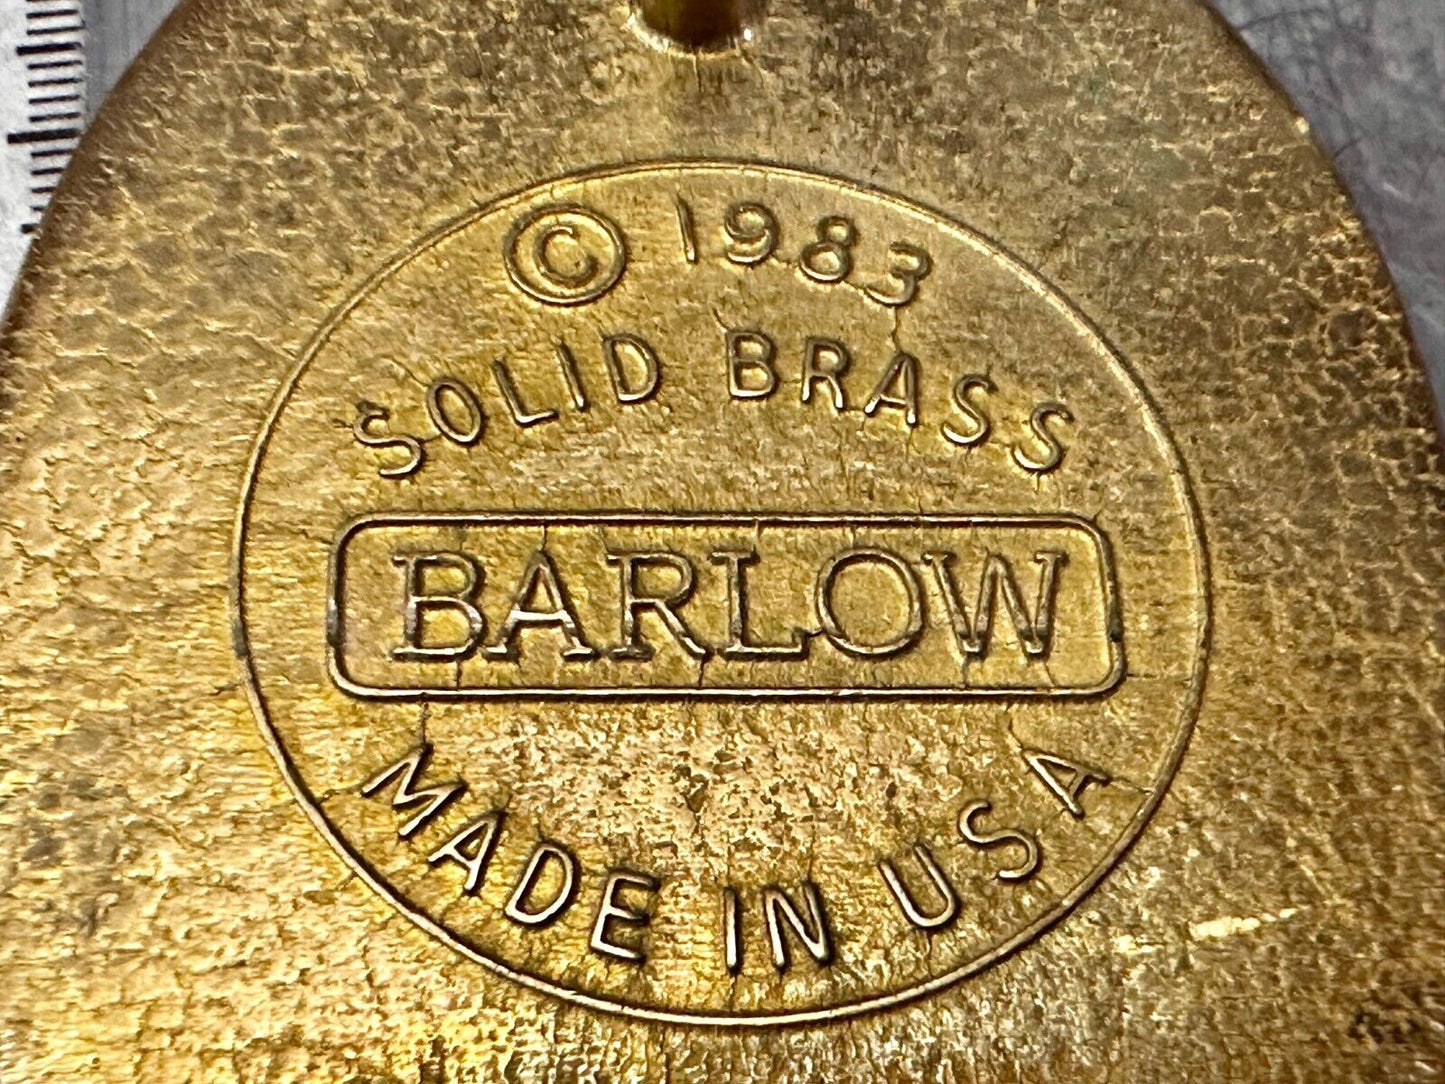 © 1983
SOLID BRASS
BARLOW
MADE IN USA